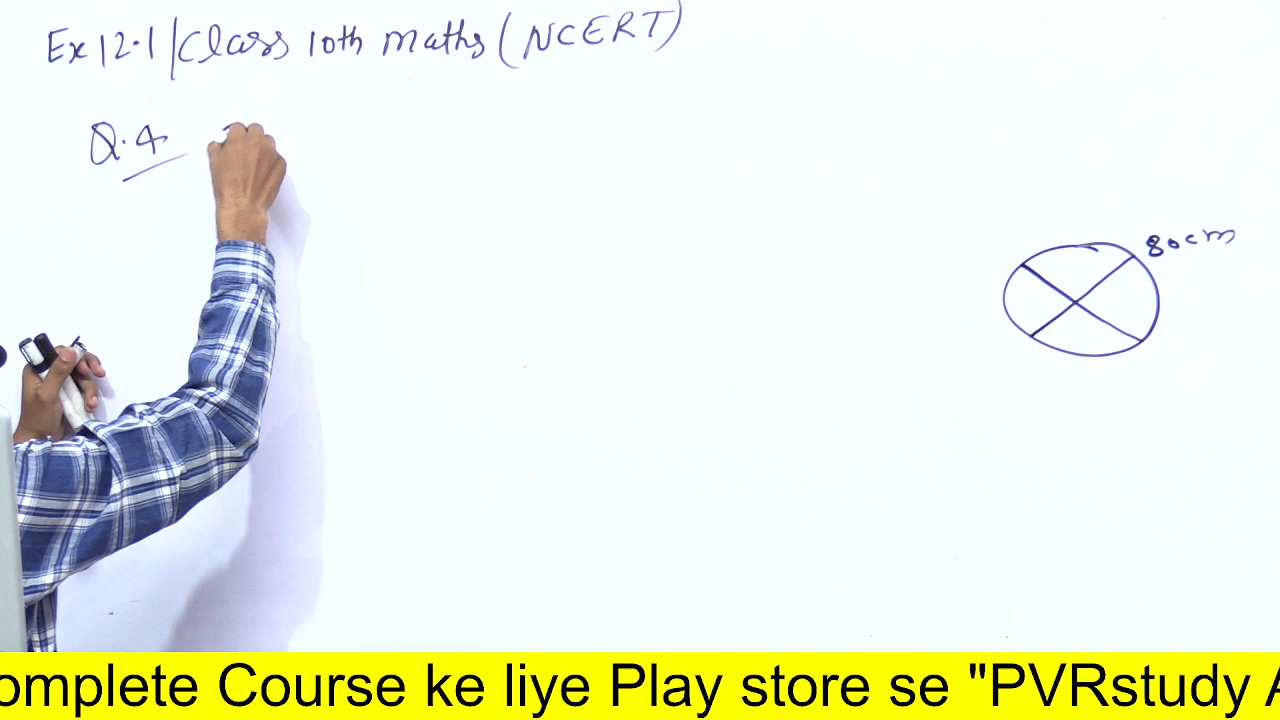 Ex 12.1 | Class 10th maths (NCERT)
Q.4
80cm
omplete Course ke liye Play store se "PVRstudy A